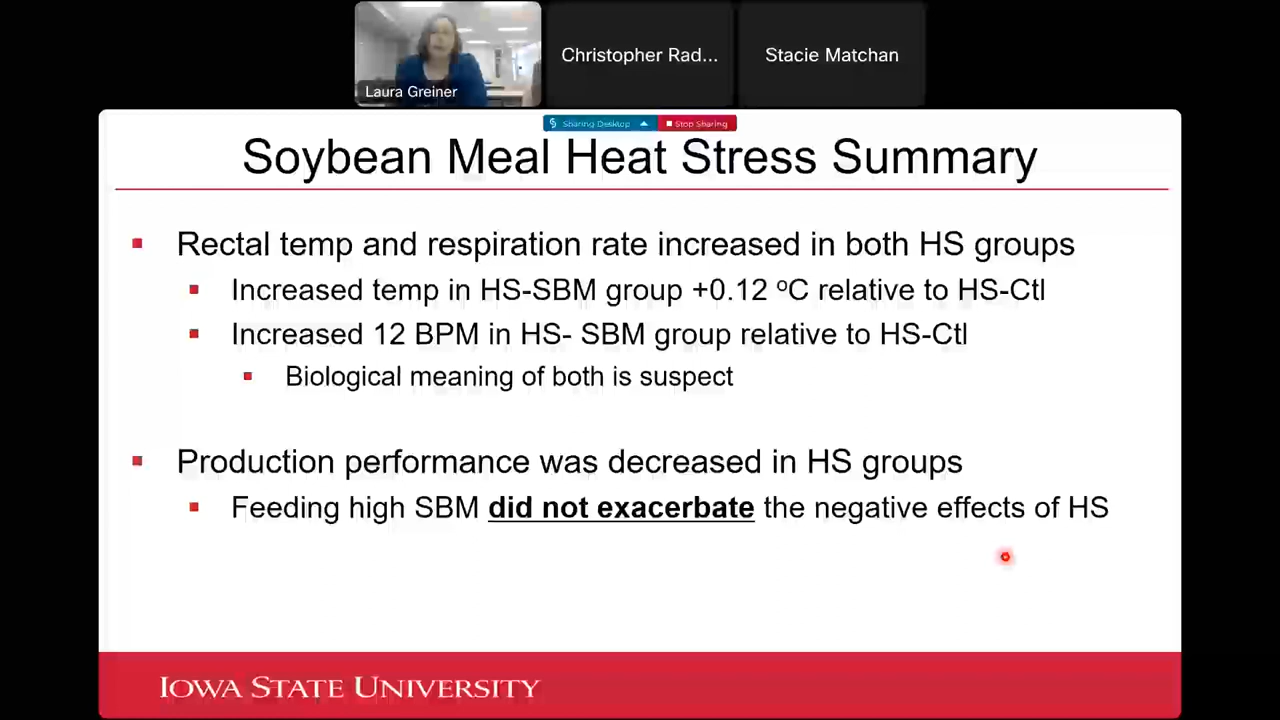 Laura Greiner
Christopher Rad...
Stacie Matchan
Sharing Desktop
Stop Sharing
Soybean Meal Heat Stress Summary
Rectal temp and respiration rate increased in both HS groups
Increased temp in HS-SBM group +0.12 ºC relative to HS-Ctl
Increased 12 BPM in HS- SBM group relative to HS-Ctl
Biological meaning of both is suspect
Production performance was decreased in HS groups
Feeding high SBM did not exacerbate the negative effects of HS
IOWA STATE UNIVERSITY